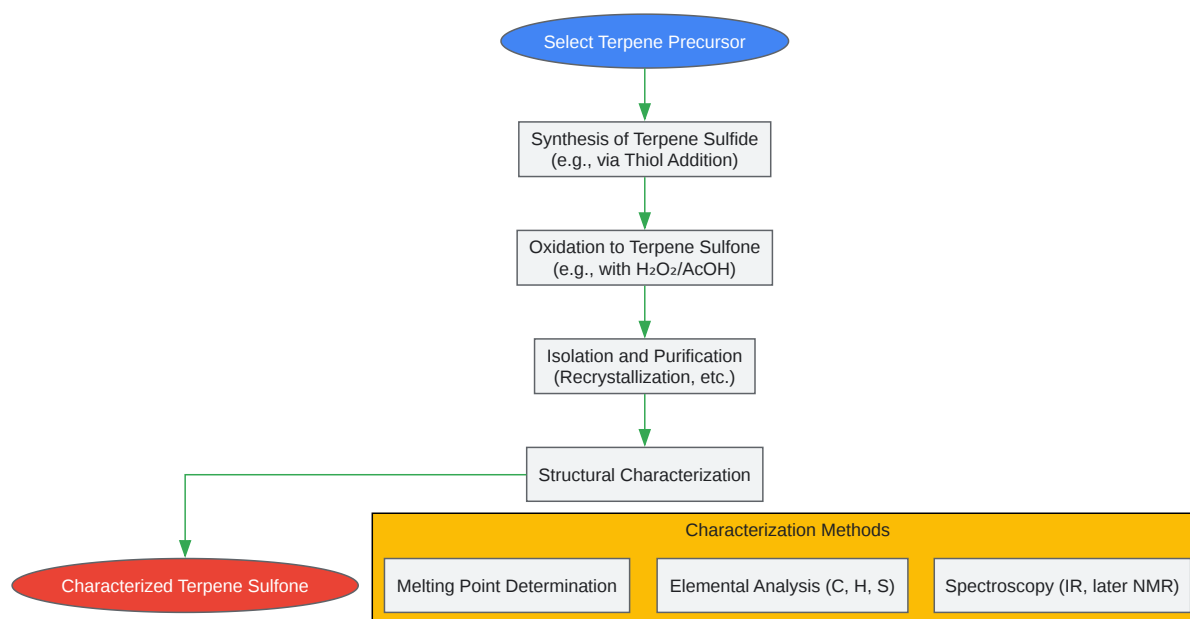 Select Terpene Precursor
Synthesis of Terpene Sulfide
(e.g., via Thiol Addition)
Oxidation to Terpene Sulfone
(e.g., with H₂O₂/AcOH)
Isolation and Purification
(Recrystallization, etc.)
Structural Characterization
Characterization Methods
Characterized Terpene Sulfone
Melting Point Determination
Elemental Analysis (C, H, S)
Spectroscopy (IR, later NMR)